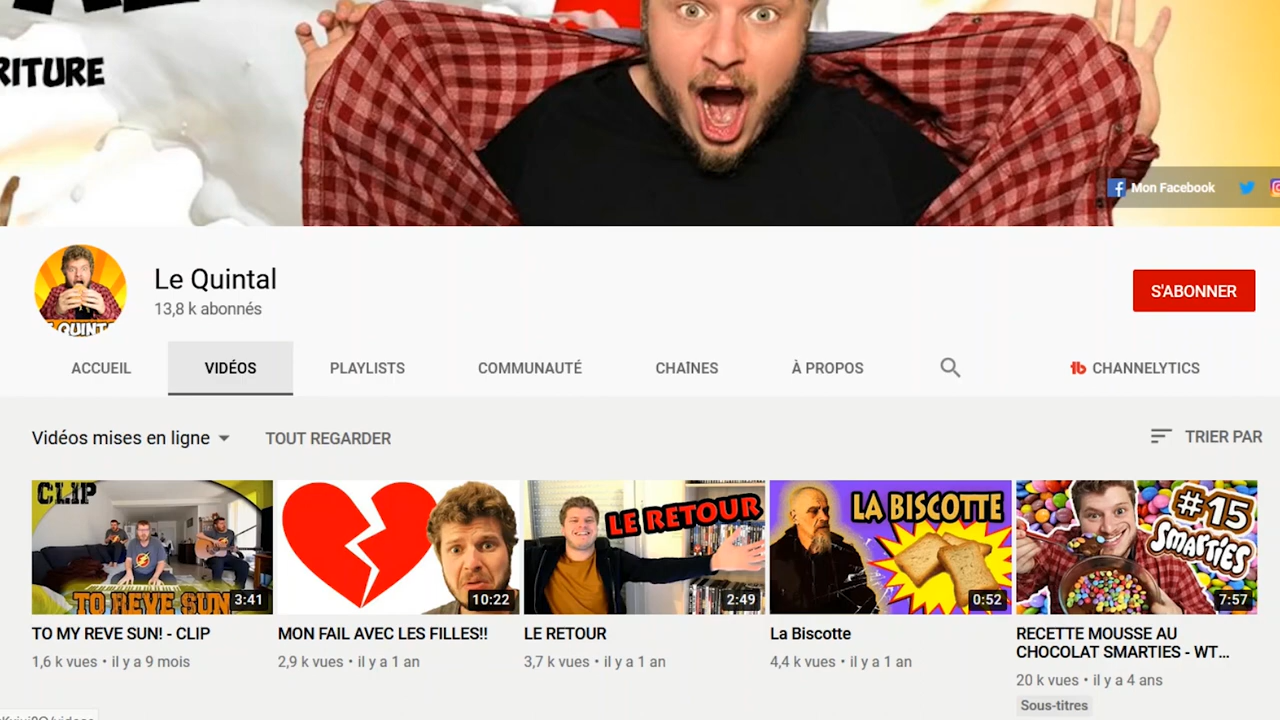 RITURE
Mon Facebook
Le Quintal
13,8 k abonnés
S'ABONNER
ACCUEIL
VIDÉOS
PLAYLISTS
COMMUNAUTÉ
CHAÎNES
À PROPOS
CHANNELYTICS
Vidéos mises en ligne
TOUT REGARDER
TRIER PAR
CLIP
TO REVE SUN
3:41
10:22
LE RETOUR
2:49
LA BISCOTTE
0:52
#15
SMARTIES
7:57
TO MY REVE SUN! - CLIP
1,6 k vues • il y a 9 mois
MON FAIL AVEC LES FILLES!!
2,9 k vues • il y a 1 an
LE RETOUR
3,7 k vues • il y a 1 an
La Biscotte
4,4 k vues • il y a 1 an
RECETTE MOUSSE AU
CHOCOLAT SMARTIES - WT...
20 k vues • il y a 4 ans
Sous-titres